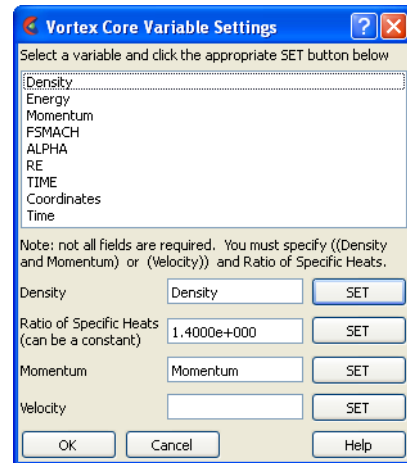 Vortex Core Variable Settings
Select a variable and click the appropriate SET button below
Density
Energy
Momentum
FSMACH
ALPHA
RE
TIME
Coordinates
Time
Note: not all fields are required. You must specify ((Density
and Momentum) or (Velocity)) and Ratio of Specific Heats.
Density Density SET
Ratio of Specific Heats
(can be a constant) 1.4000e+000 SET
Momentum Momentum SET
Velocity SET
OK Cancel Help